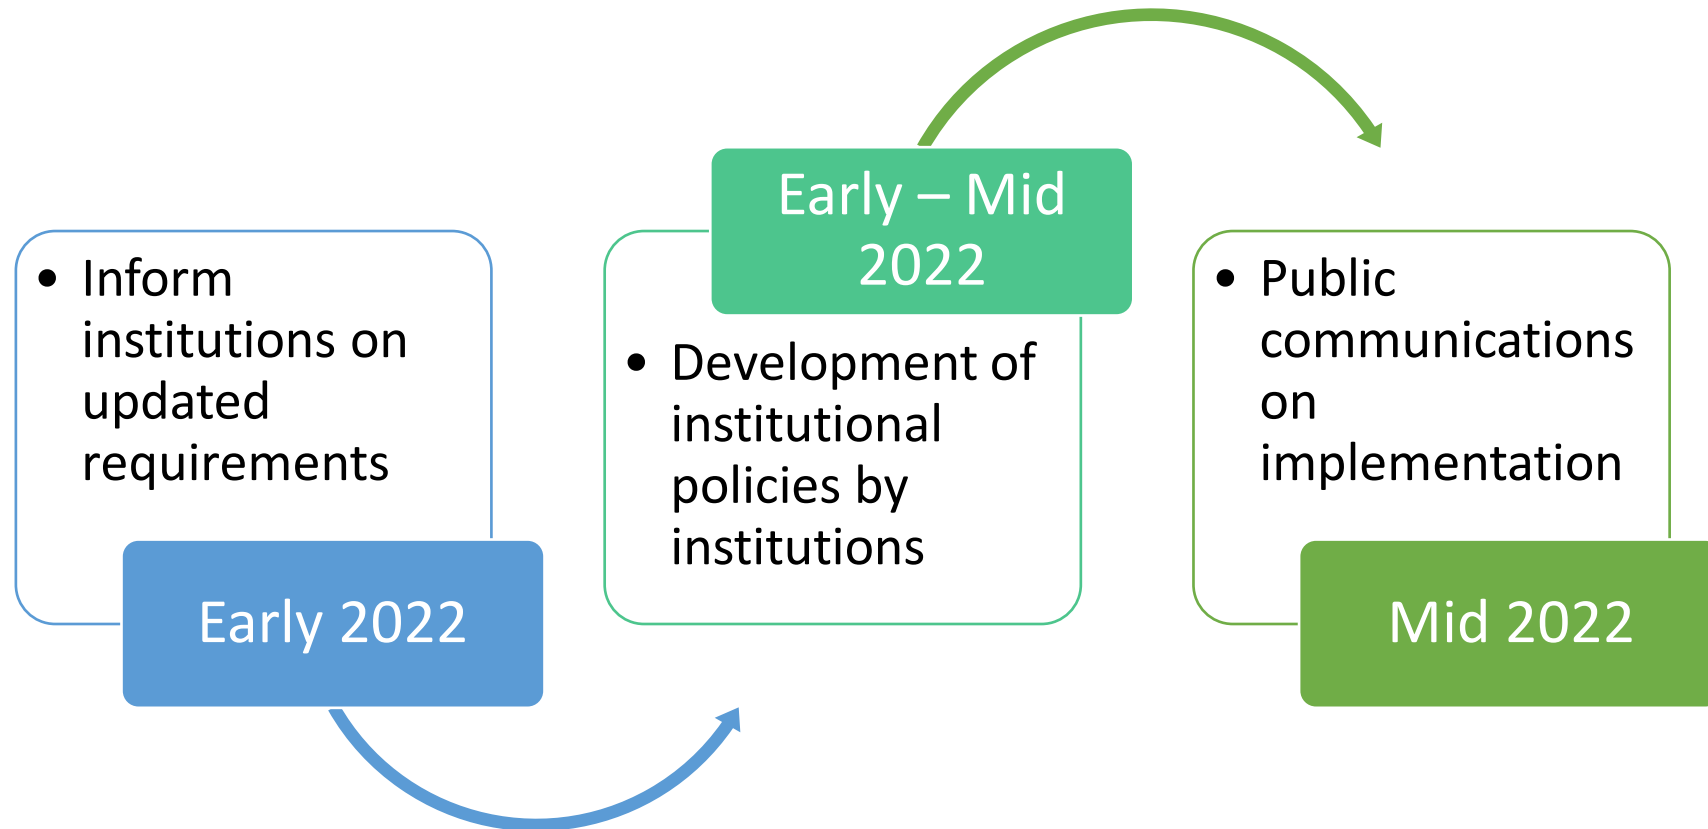 • Inform
institutions on
updated
requirements
Early 2022
Early – Mid
2022
• Development of
institutional
policies by
institutions
• Public
communications
on
implementation
Mid 2022